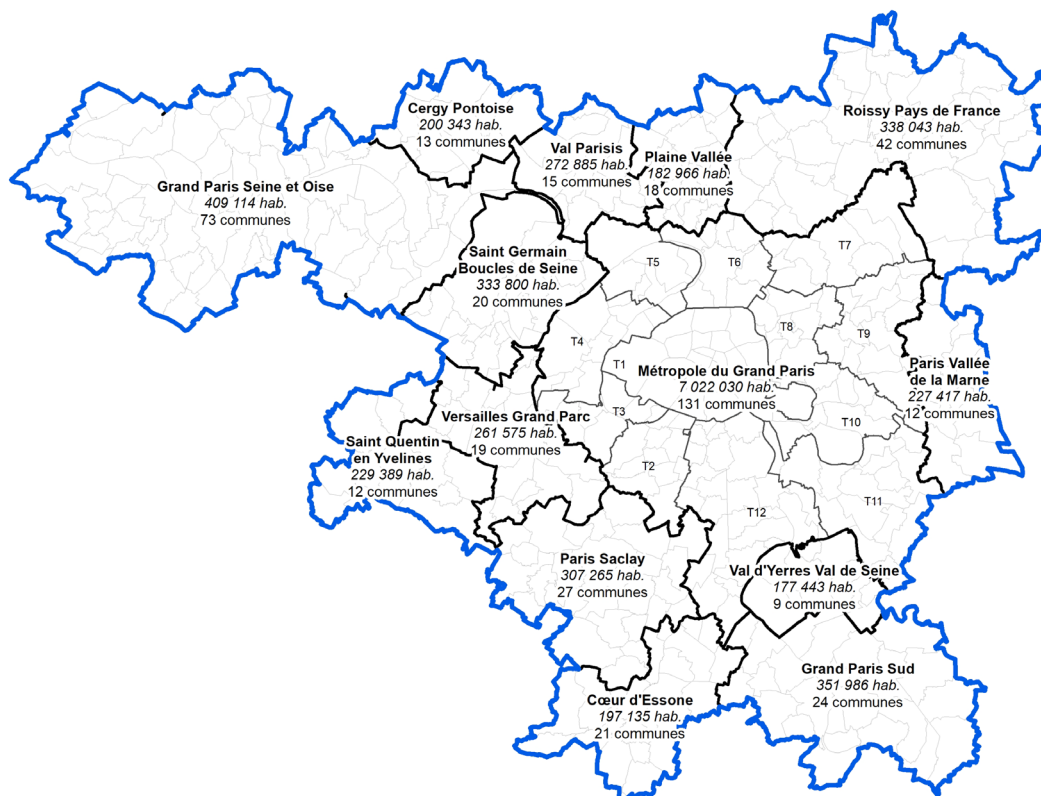 Cergy Pontoise
200 343 hab.
13 communes
Roissy Pays de France
338 043 hab.
42 communes
Val Parisis
272 885 hab.
15 communes
Plaine Vallée
182 966 hab.
18 communes
Grand Paris Seine et Oise
409 114 hab.
73 communes
Saint Germain
Boucles de Seine
333 800 hab.
20 communes
T5
T6
T7
T4
T8
T9
T1
Métropole du Grand Paris
7 022 030 hab.
131 communes
Paris Vallée
de la Marne
227 417 hab.
12 communes
Versailles Grand Parc
261 575 hab.
19 communes
T3
T10
Saint Quentin
en Yvelines
229 389 hab.
12 communes
T2
T11
T12
Paris Saclay
307 265 hab.
27 communes
Val d'Yerres Val de Seine
177 443 hab.
9 communes
Grand Paris Sud
351 986 hab.
24 communes
Cœur d'Essone
197 135 hab.
21 communes